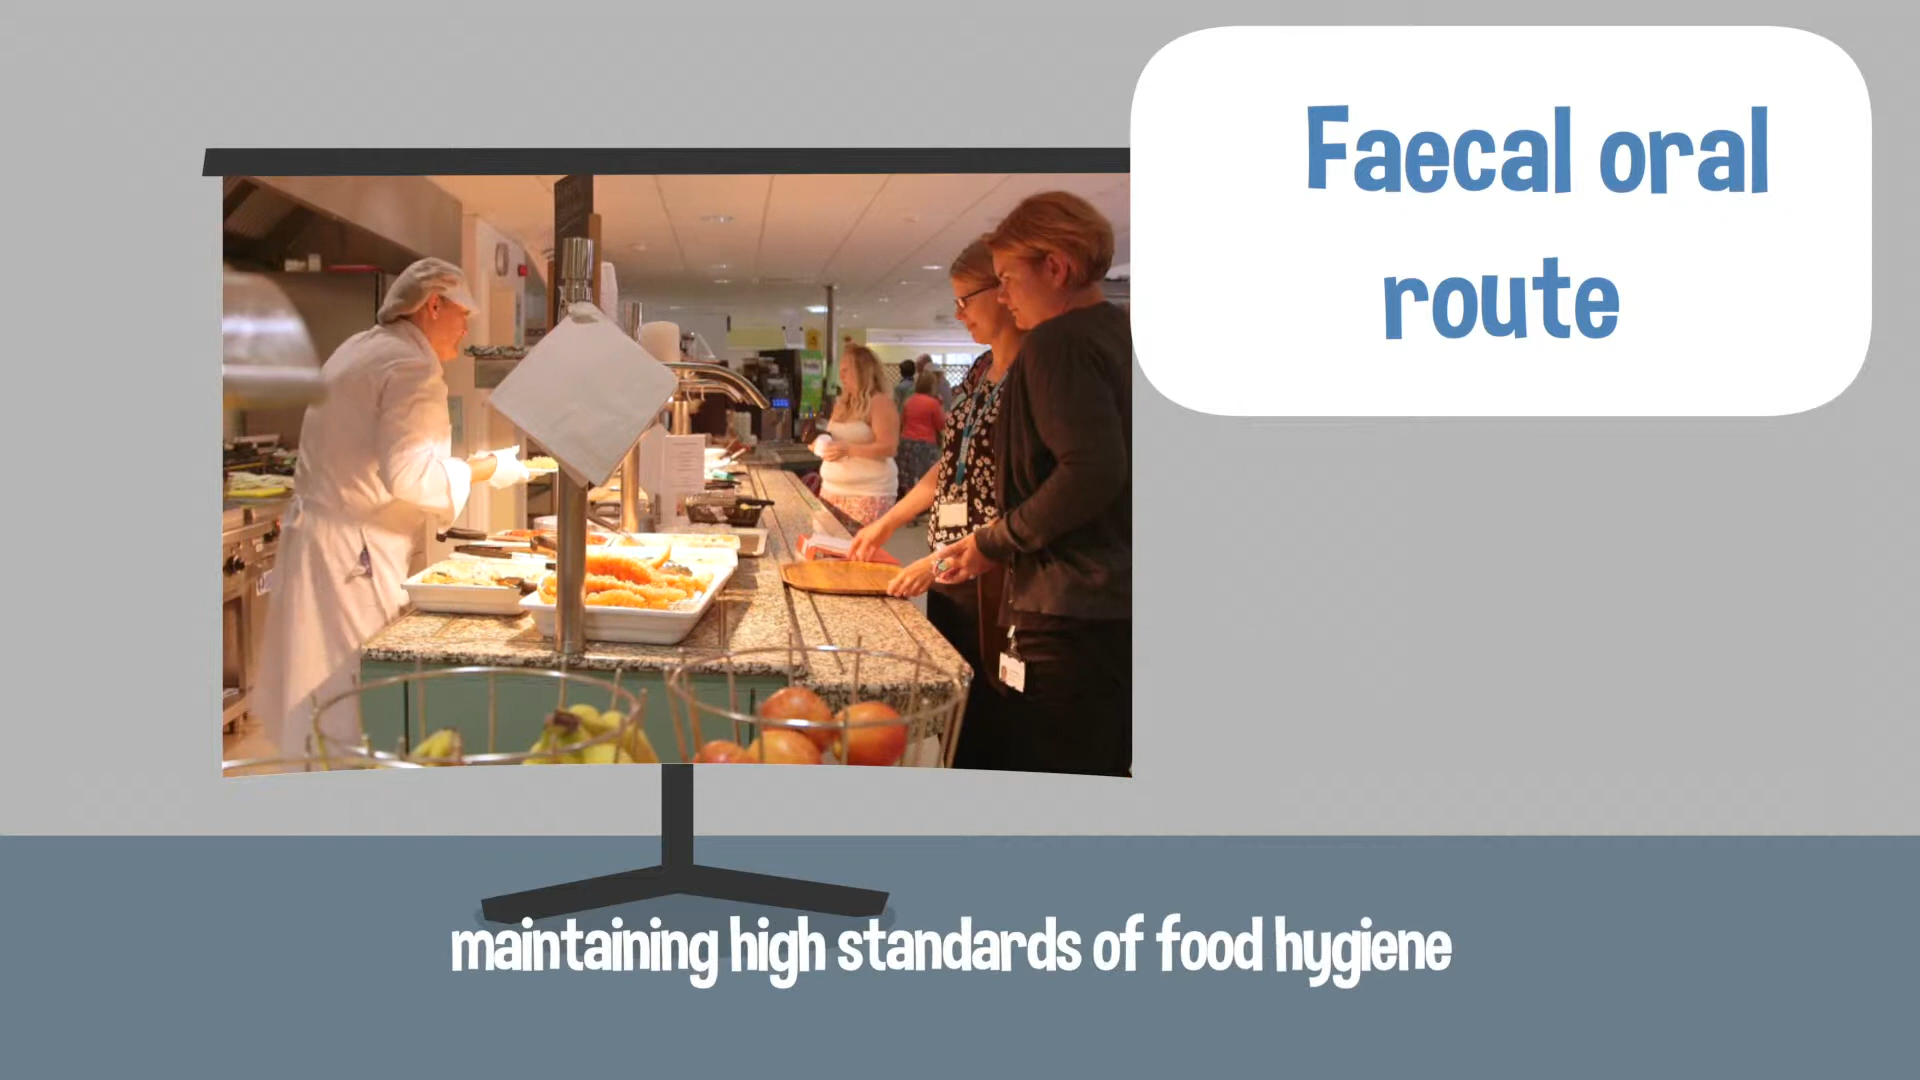 Faecal oral
route
maintaining high standards of food hygiene